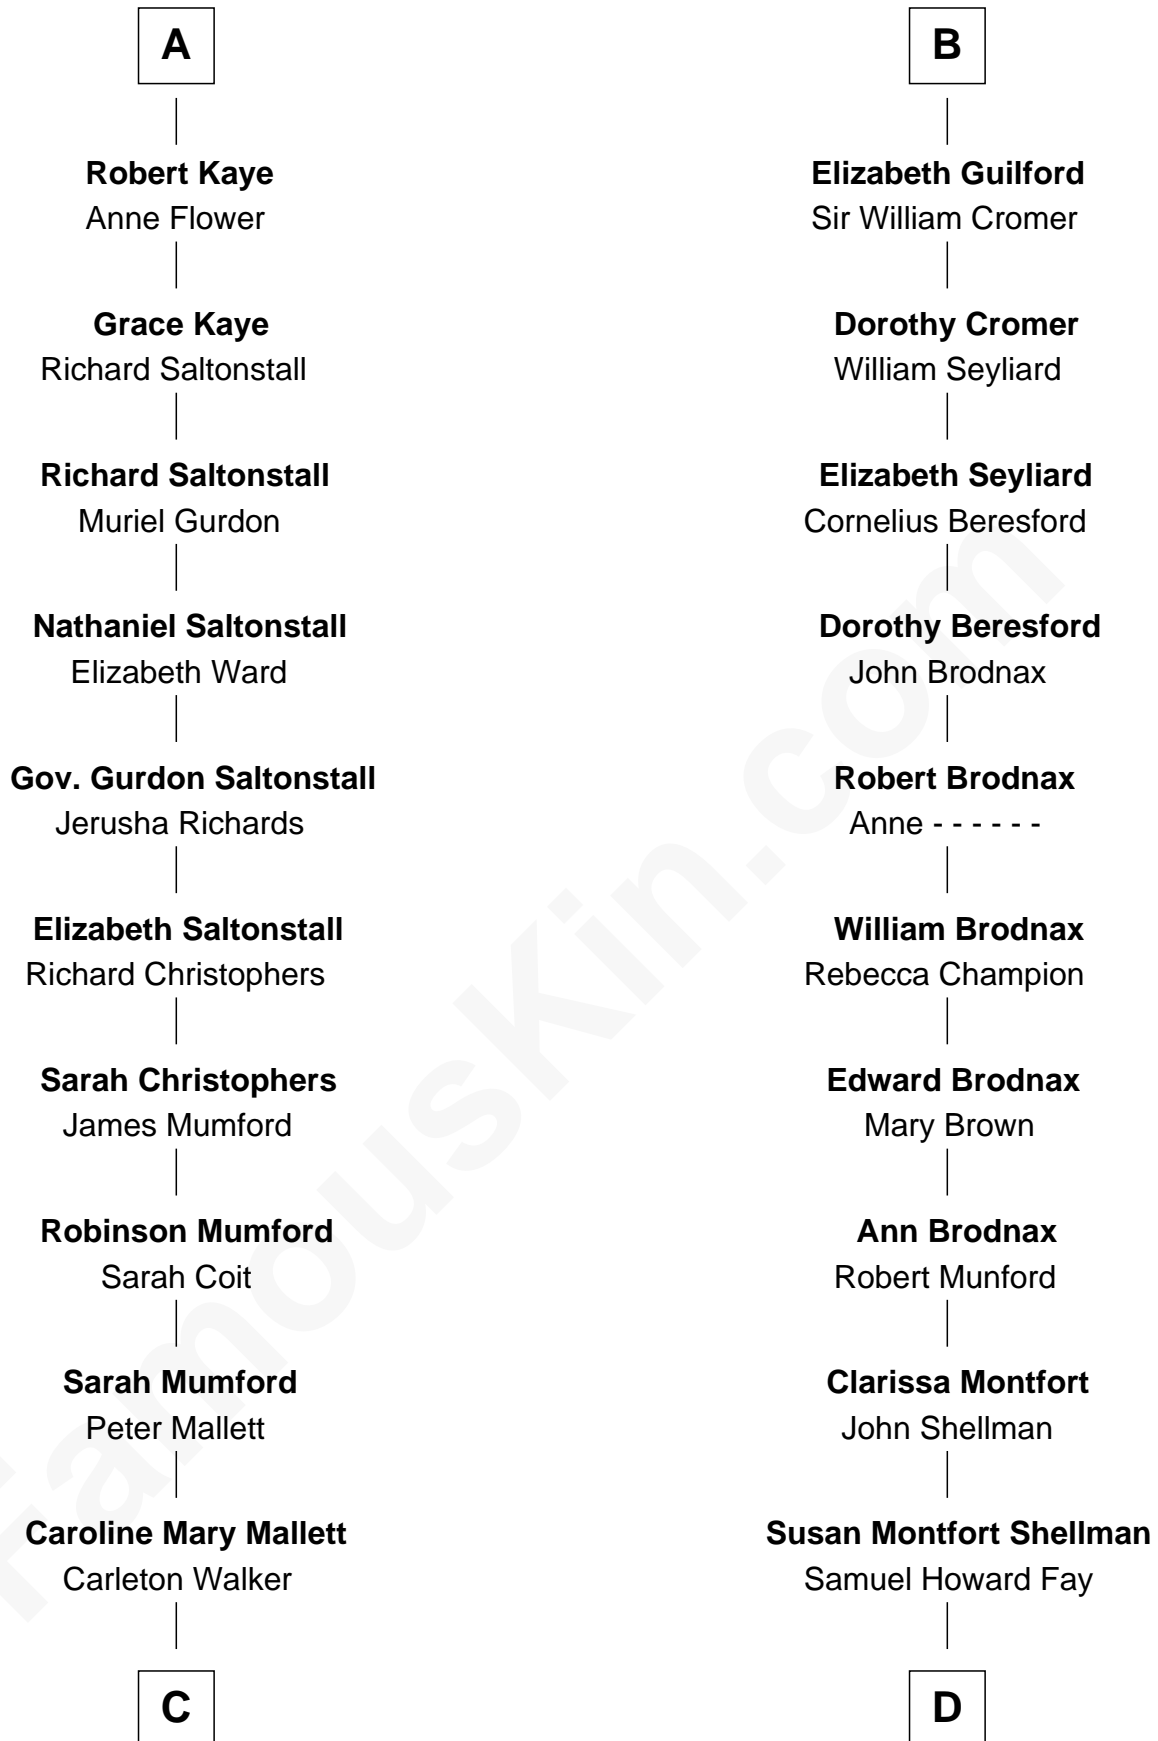 A
Robert Kaye
Anne Flower
Grace Kaye
Richard Saltonstall
Richard Saltonstall
Muriel Gurdon
Nathaniel Saltonstall
Elizabeth Ward
Gov. Gurdon Saltonstall
Jerusha Richards
Elizabeth Saltonstall
Richard Christophers
Sarah Christophers
James Mumford
Robinson Mumford
Sarah Coit
Sarah Mumford
Peter Mallett
Caroline Mary Mallett
Carleton Walker
C
B
Elizabeth Guilford
Sir William Cromer
Dorothy Cromer
William Seyliard
Elizabeth Seyliard
Cornelius Beresford
Dorothy Beresford
John Brodnax
Robert Brodnax
Anne - - - - - -
William Brodnax
Rebecca Champion
Edward Brodnax
Mary Brown
Ann Brodnax
Robert Munford
Clarissa Montfort
John Shellman
Susan Montfort Shellman
Samuel Howard Fay
D
FamousKin.com